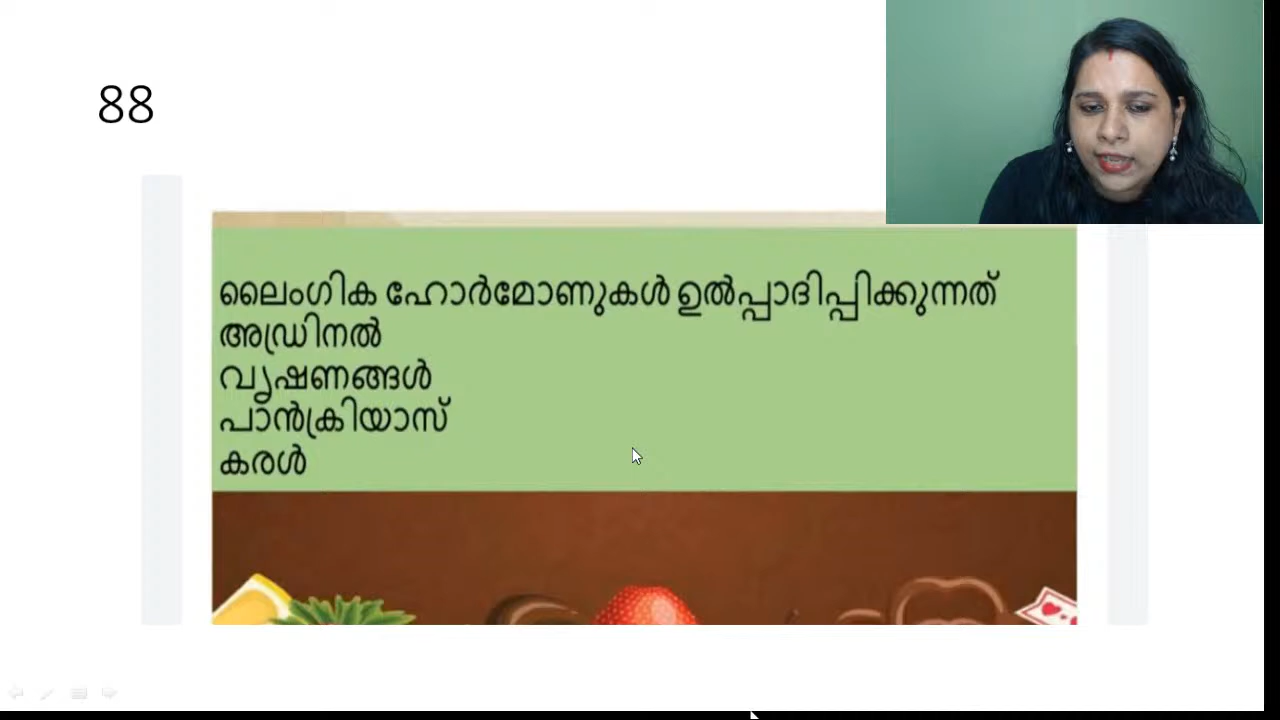 88
ലൈംഗിക ഹോർമോണുകൾ ഉൽപ്പാദിപ്പിക്കുന്നത്
അഡ്രിനൽ
വൃഷണങ്ങൾ
പാൻക്രിയാസ്
കരൾ